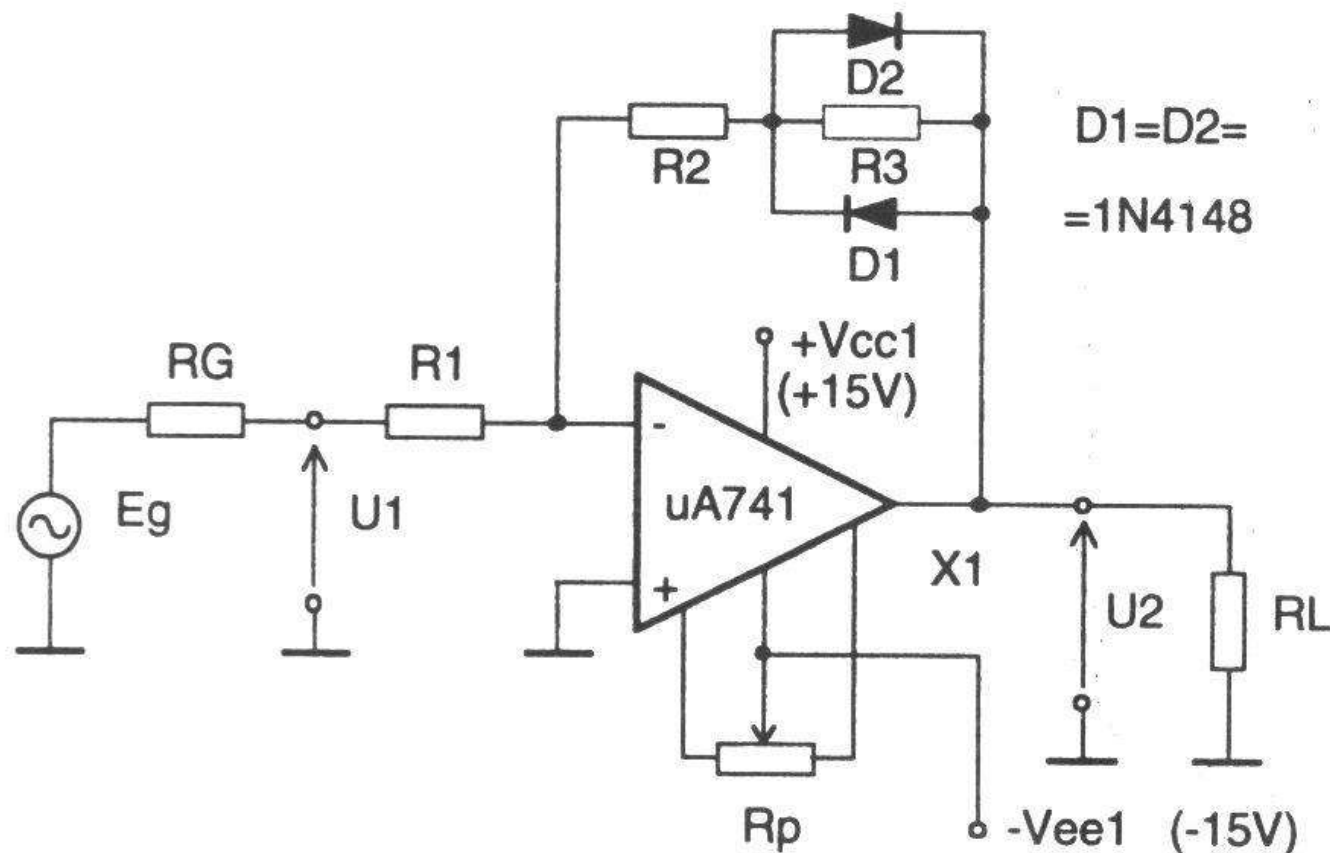 D2
D1=D2=
R2
R3
=1N4148
D1
+Vcc1
(+15V)
RG
R1
-
Eg
U1
uA741
+
X1
U2
RL
Rp
-Vee1 (-15V)